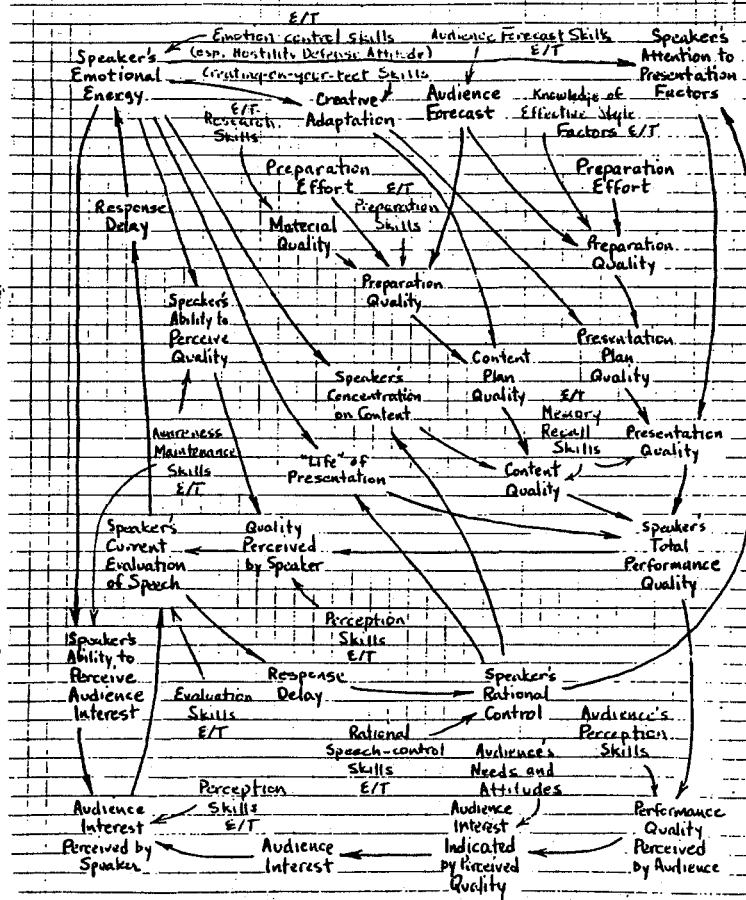 E/T
Emotion control Skills
(esp. Hostility Defense Attitude)
Creating-on-your-feet Skills
Speaker's
Emotional
Energy
Audience Forecast Skills
E/T
Speaker's
Attention to
Presentation
Factors
E/T
Research
Skills
Creative
Adaptation
Audience
Forecast
Knowledge of
Effective Style
Factors E/T
Preparation
Effort
E/T
Preparation
Skills
Preparation
Effort
Response
Delay
Material
Quality
Preparation
Quality
Preparation
Quality
Speaker's
Ability to
Perceive
Quality
Presentation
Plan
Quality
Content
Plan
Quality
Speaker's
Concentration
on Content
E/T
Memory
Recall
Skills
Presentation
Quality
Awareness
Maintenance
Skills
E/T
"Life" of
Presentation
Content
Quality
Speaker's
Current
Evaluation
of Speech
Quality
Perceived
by Speaker
Speaker's
Total
Performance
Quality
Perception
Skills
E/T
Speaker's
Ability to
Perceive
Audience
Interest
Evaluation
Skills
E/T
Response
Delay
Speaker's
Rational
Control
Rational
Speech-control
Skills
E/T
Audience's
Needs and
Attitudes
Audience's
Perception
Skills
Perception
Skills
E/T
Audience
Interest
Perceived by
Speaker
Audience
Interest
Audience
Interest
Indicated
by Perceived
Quality
Performance
Quality
Perceived
by Audience